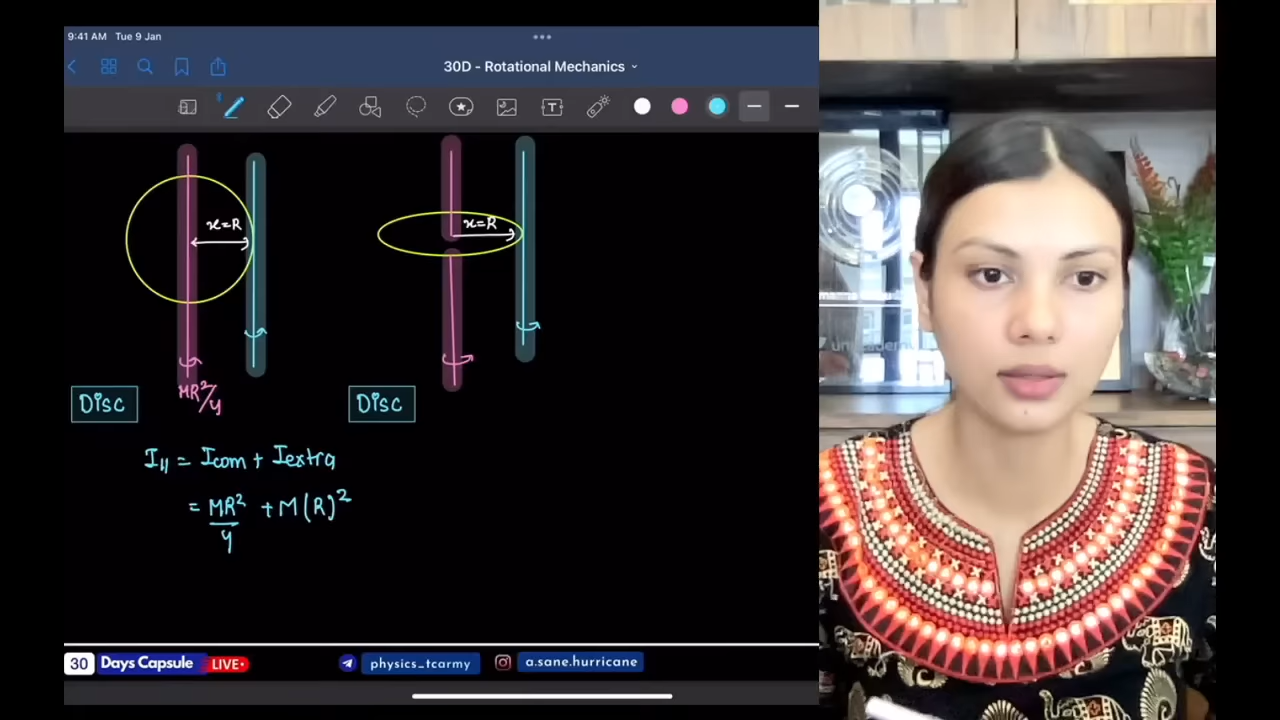 9:41 AM Tue 9 Jan
30D - Rotational Mechanics
x=R
x=R
MR²/4
Disc
Disc
I₁₁ = Icom + Iextra
= MR²/4 + M(R)²
30 Days Capsule LIVE
physics_tcarmy
a.sane.hurricane